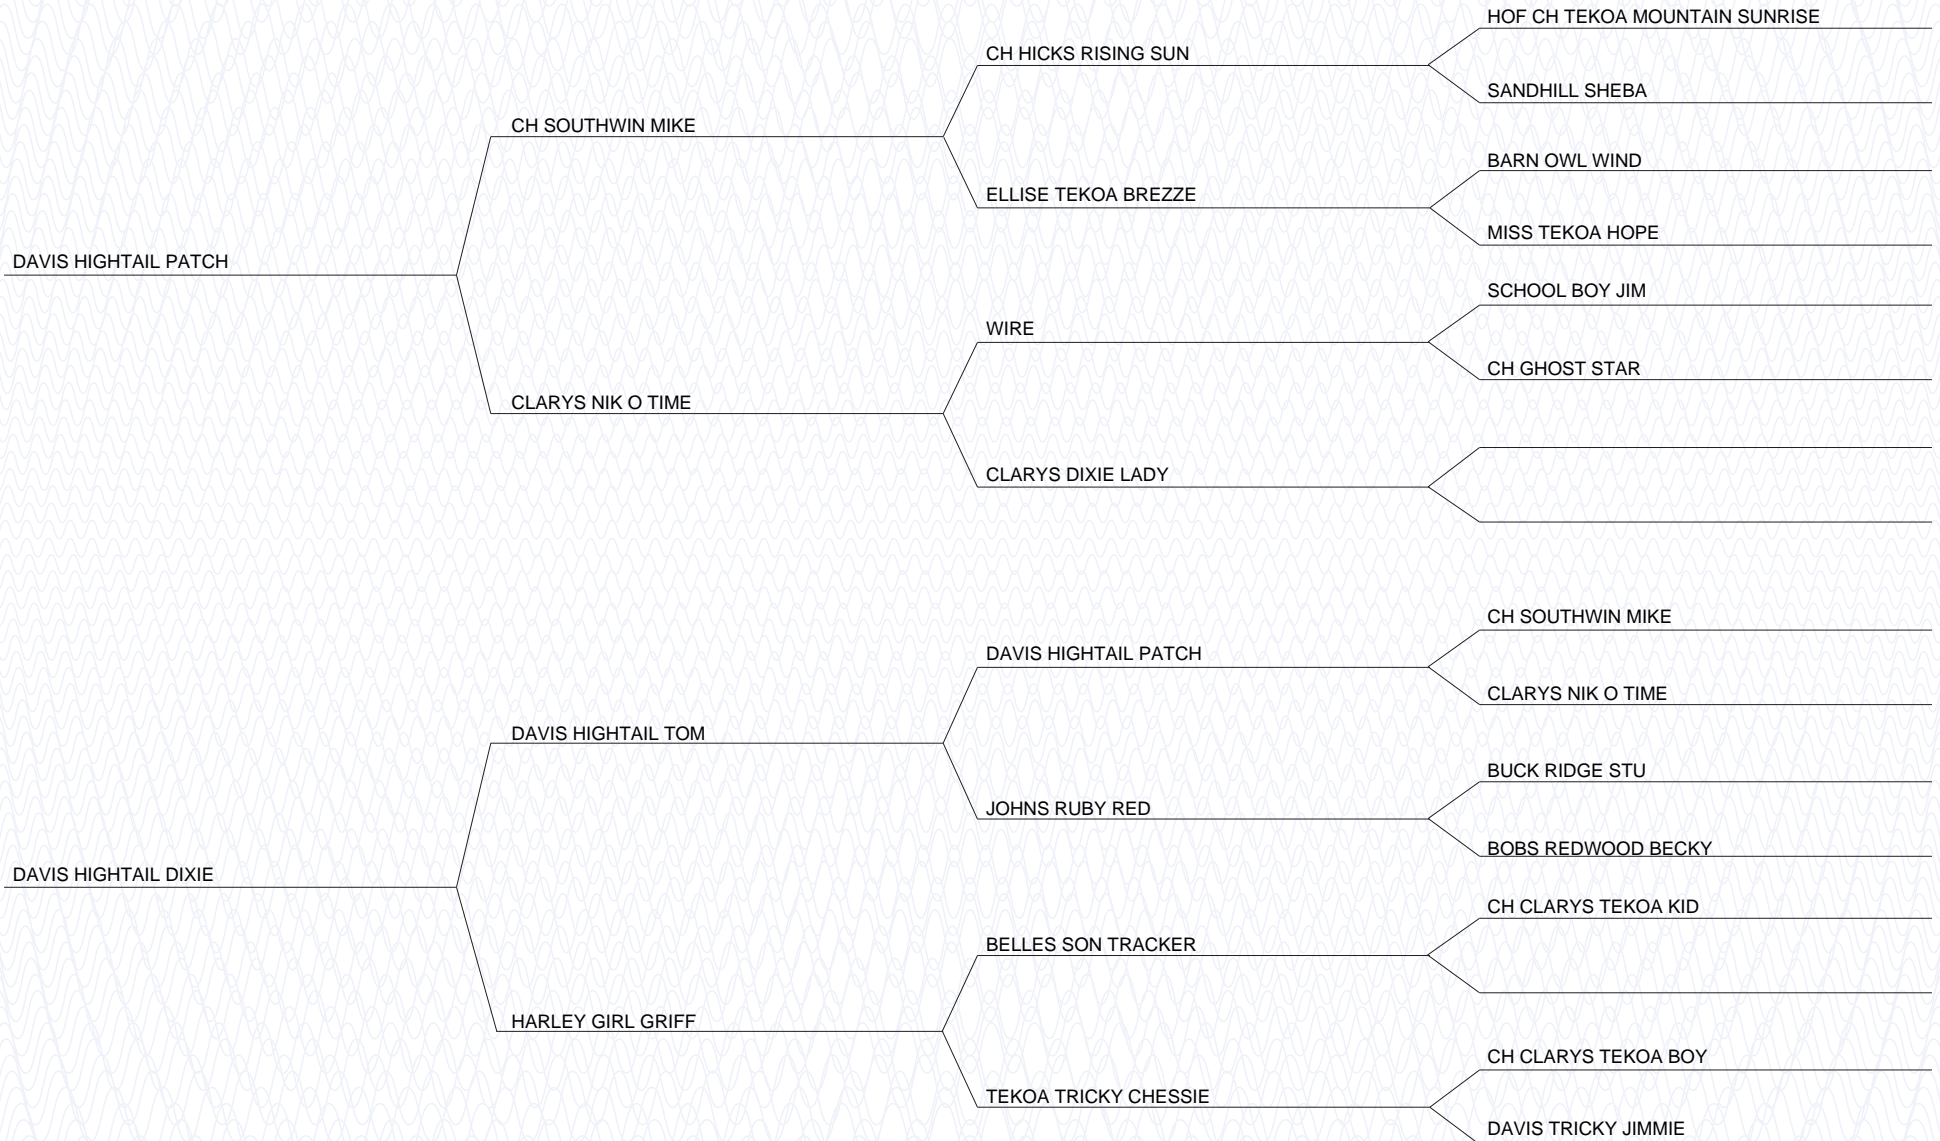 HOF CH TEKOA MOUNTAIN SUNRISE
CH HICKS RISING SUN
SANDHILL SHEBA
CH SOUTHWIN MIKE
BARN OWL WIND
ELLISE TEKOA BREZZE
MISS TEKOA HOPE
DAVIS HIGHTAIL PATCH
SCHOOL BOY JIM
WIRE
CH GHOST STAR
CLARYS NIK O TIME
CLARYS DIXIE LADY
CH SOUTHWIN MIKE
DAVIS HIGHTAIL PATCH
CLARYS NIK O TIME
DAVIS HIGHTAIL TOM
BUCK RIDGE STU
JOHNS RUBY RED
BOBS REDWOOD BECKY
DAVIS HIGHTAIL DIXIE
CH CLARYS TEKOA KID
BELLES SON TRACKER
HARLEY GIRL GRIFF
CH CLARYS TEKOA BOY
TEKOA TRICKY CHESSIE
DAVIS TRICKY JIMMIE